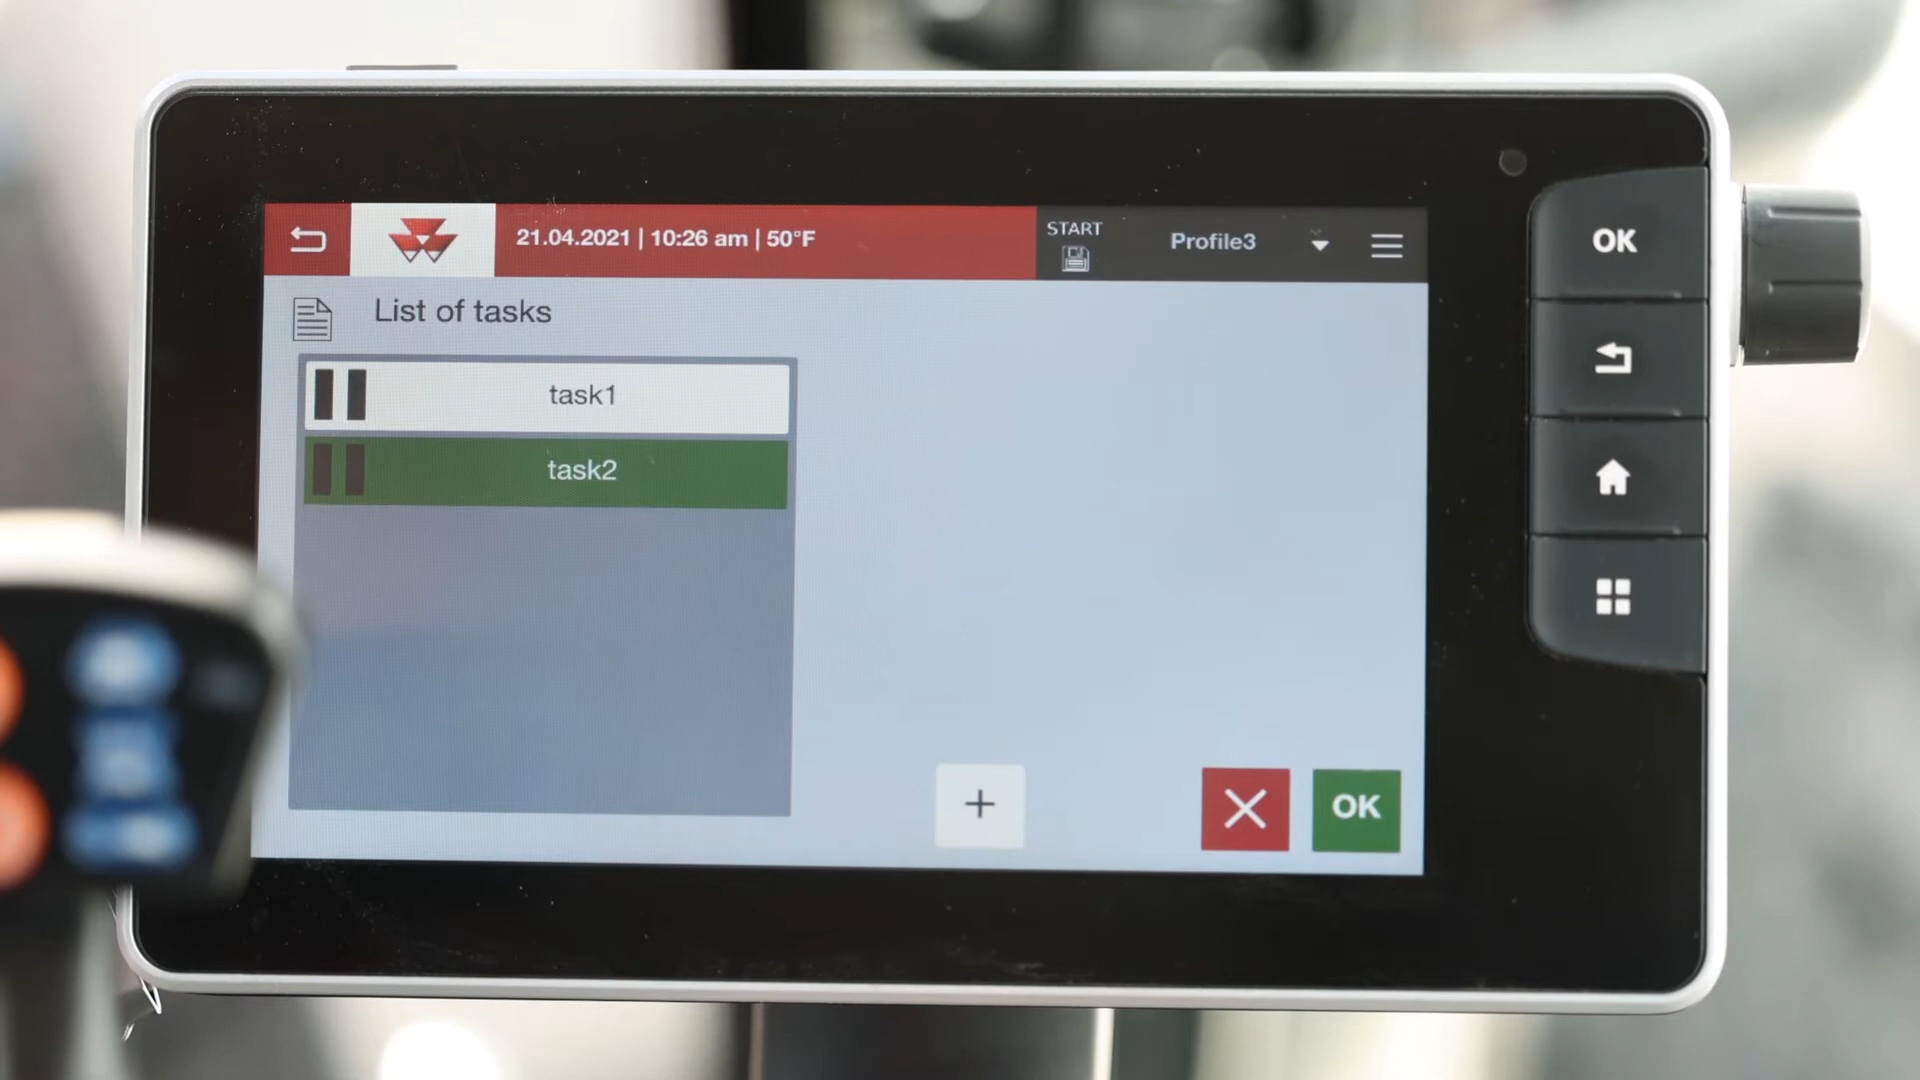 21.04.2021 | 10:26 am | 50°F
START
Profile3
List of tasks
task1
task2
+
OK
OK